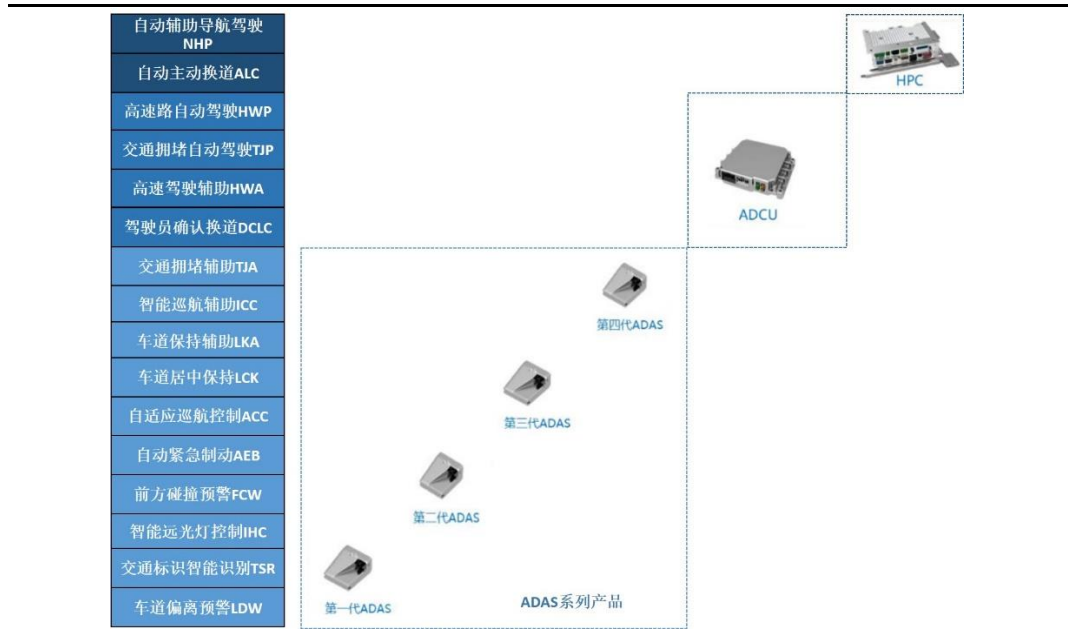 自动辅助导航驾驶
NHP
自动主动换道ALC
高速路自动驾驶HWP
交通拥堵自动驾驶TJP
高速驾驶辅助HWA
驾驶员确认换道DCLC
交通拥堵辅助TJA
智能巡航辅助ICC
车道保持辅助LKA
车道居中保持LCK
自适应巡航控制ACC
自动紧急制动AEB
前方碰撞预警FCW
智能远光灯控制IHC
交通标识智能识别TSR
车道偏离预警LDW
HPC
ADCU
第四代ADAS
第三代ADAS
第二代ADAS
第一代ADAS
ADAS系列产品